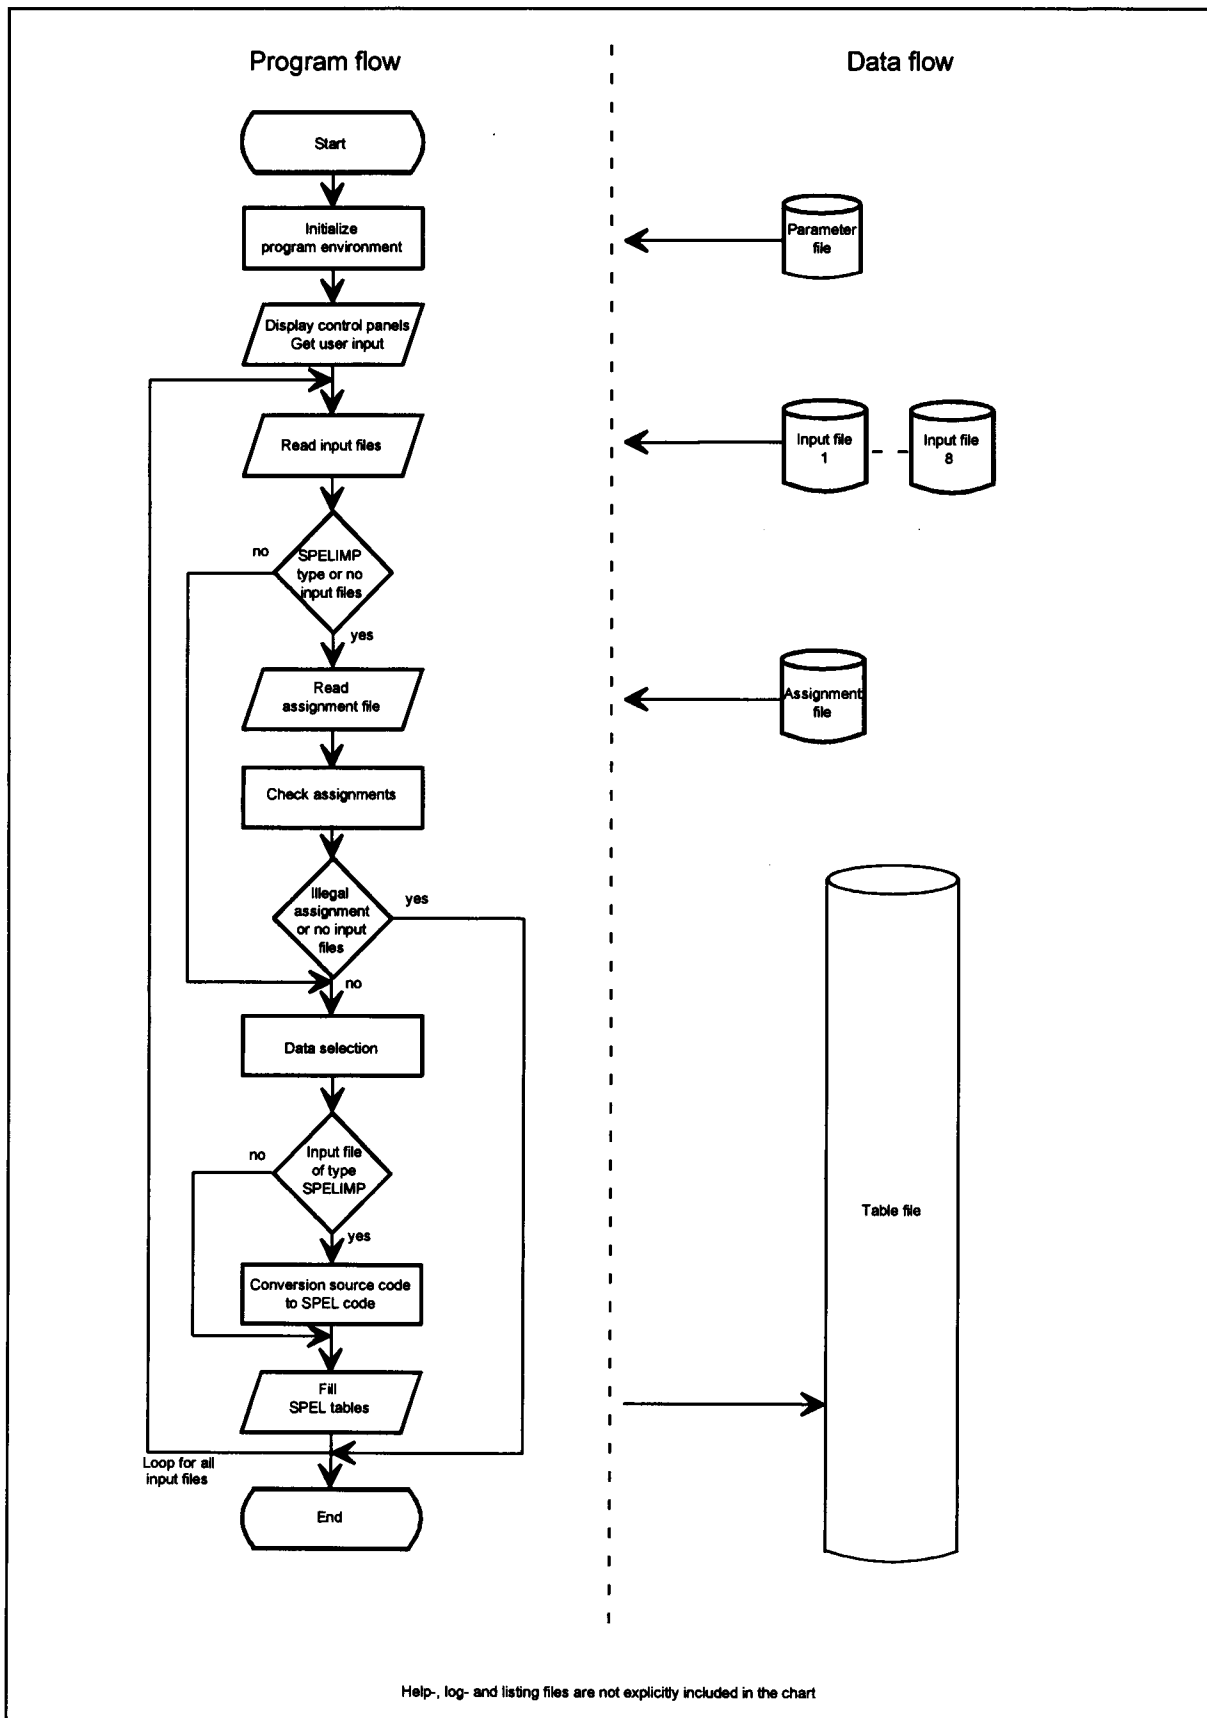 Program flow
Data flow
Start
Initialize
program environment
Parameter
file
Display control panels
Get user input
Read input files
Input file
1
Input file
8
no
SPELIMP
type or no
input files
yes
Read
assignment file
Assignment
file
Check assignments
Illegal
assignment
or no input
files
yes
no
Data selection
no
Input file
of type
SPELIMP
yes
Table file
Conversion source code
to SPEL code
Fill
SPEL tables
Loop for all
input files
End
Help-, log- and listing files are not explicitly included in the chart